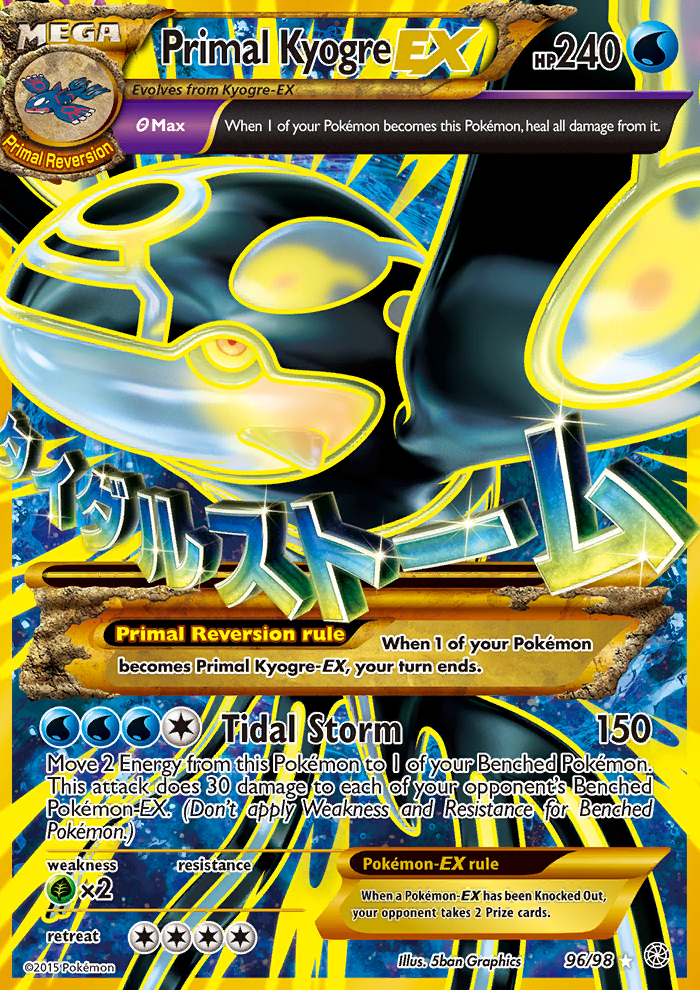 MEGA
Primal Kyogre EX
HP240
Evolves from Kyogre-EX
Primal Reversion
θ Max
When 1 of your Pokémon becomes this Pokémon, heal all damage from it.
タイダルストーム
Primal Reversion rule
When 1 of your Pokémon
becomes Primal Kyogre-EX, your turn ends.
Tidal Storm 150
Move 2 Energy from this Pokémon to 1 of your Benched Pokémon.
This attack does 30 damage to each of your opponent's Benched
Pokémon-EX. (Don't apply Weakness and Resistance for Benched
Pokémon.)
weakness resistance
×2
retreat
Pokémon-EX rule
When a Pokémon-EX has been Knocked Out,
your opponent takes 2 Prize cards.
©2015 Pokémon
Illus. 5ban Graphics
96/98